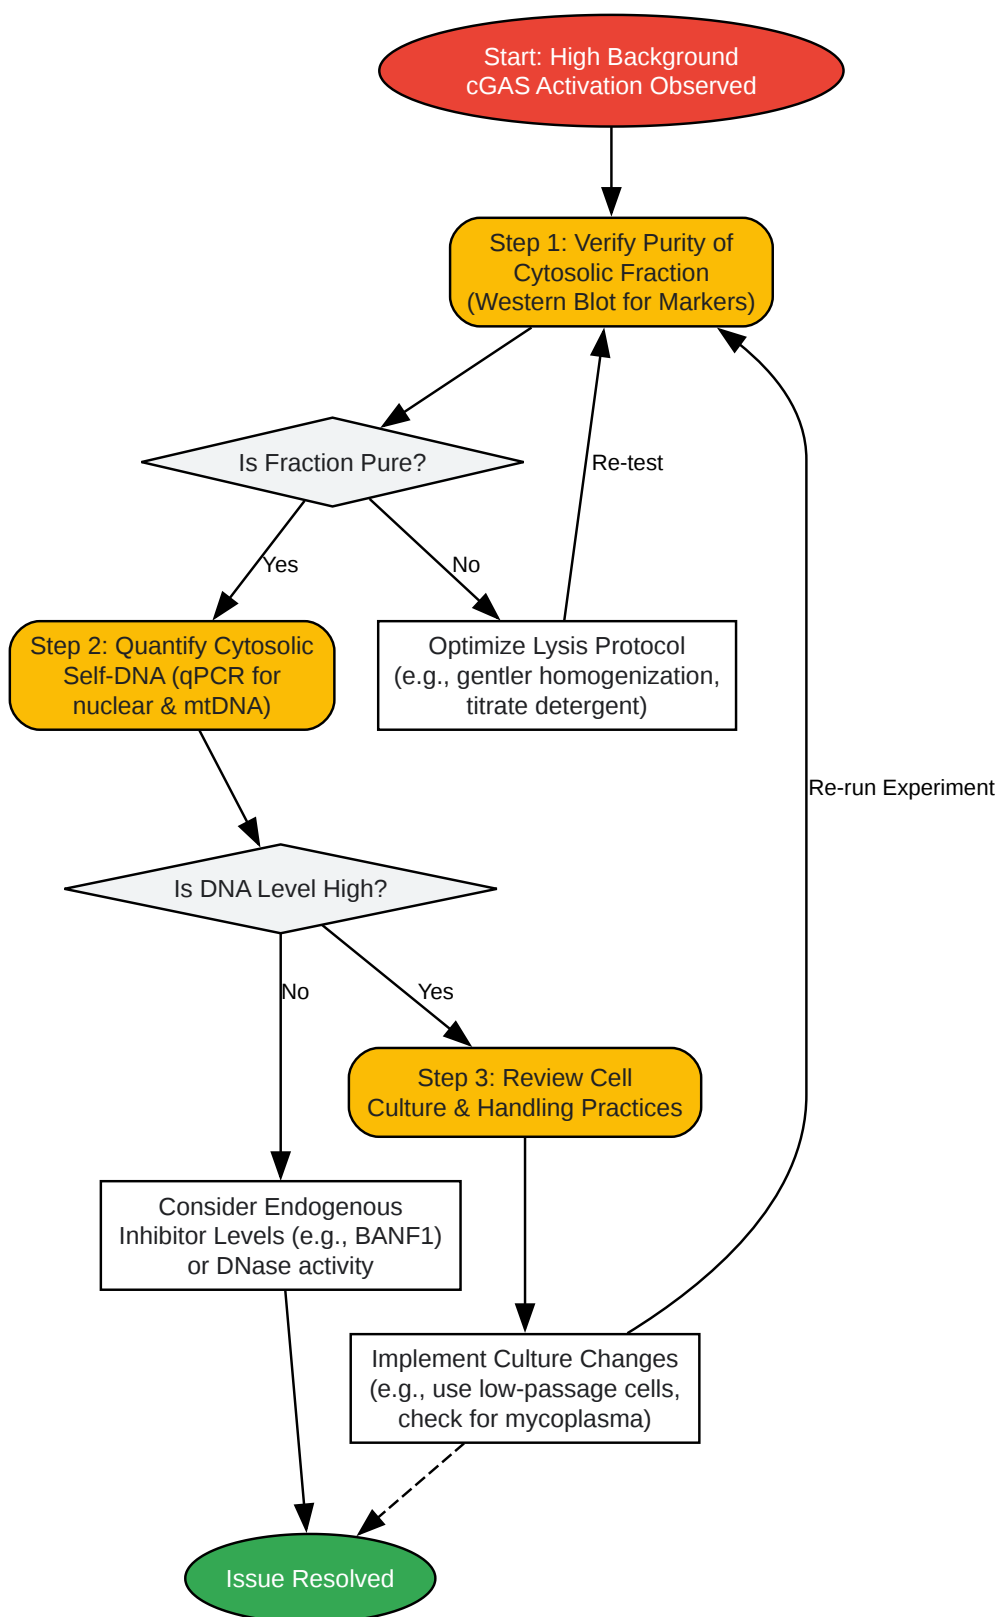 Start: High Background
cGAS Activation Observed
Step 1: Verify Purity of
Cytosolic Fraction
(Western Blot for Markers)
Is Fraction Pure?
Re-test
Yes
No
Step 2: Quantify Cytosolic
Self-DNA (qPCR for
nuclear & mtDNA)
Optimize Lysis Protocol
(e.g., gentler homogenization,
titrate detergent)
Re-run Experiment
Is DNA Level High?
No
Yes
Step 3: Review Cell
Culture & Handling Practices
Consider Endogenous
Inhibitor Levels (e.g., BANF1)
or DNase activity
Implement Culture Changes
(e.g., use low-passage cells,
check for mycoplasma)
Issue Resolved